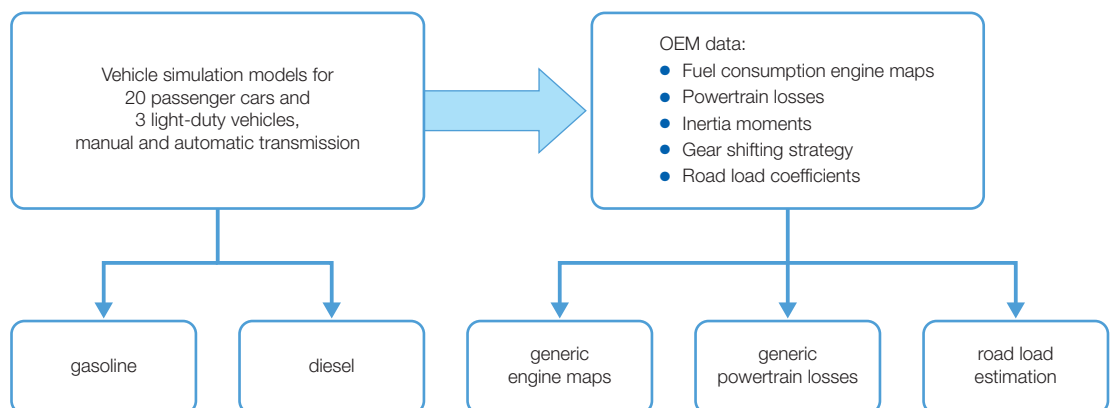 Vehicle simulation models for
20 passenger cars and
3 light-duty vehicles,
manual and automatic transmission
OEM data:
● Fuel consumption engine maps
● Powertrain losses
● Inertia moments
● Gear shifting strategy
● Road load coefficients
gasoline
diesel
generic
engine maps
generic
powertrain losses
road load
estimation